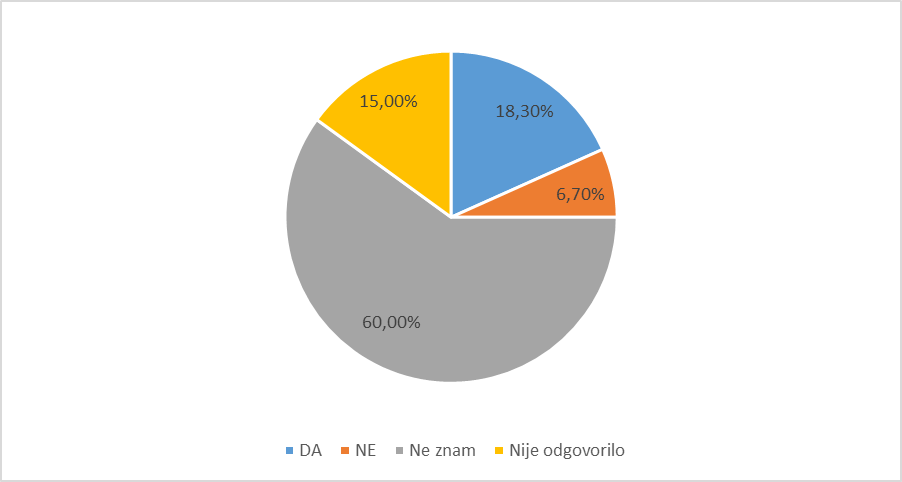 15,00%
18,30%
6,70%
60,00%
DA NE Ne znam Nije odgovorilo